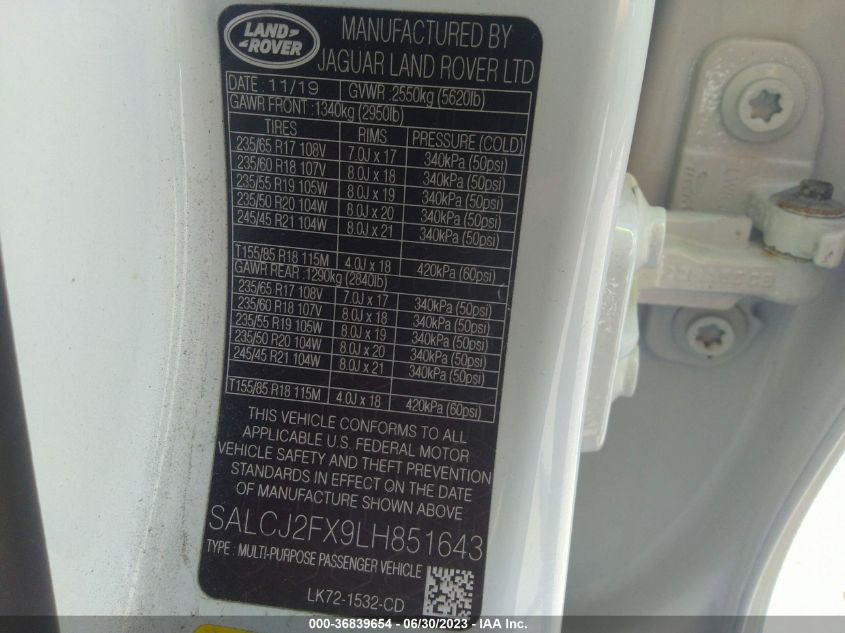 LAND-
-ROVER
MANUFACTURED BY
JAGUAR LAND ROVER LTD
DATE : 11/19 GVWR : 2550kg (5620lb)
GAWR FRONT : 1340kg (2950lb)
TIRES RIMS PRESSURE (COLD)
235/65 R17 108V 7.0J x 17 340kPa (50psi)
235/60 R18 107V 8.0J x 18 340kPa (50psi)
235/55 R19 105W 8.0J x 19 340kPa (50psi)
235/50 R20 104W 8.0J x 20 340kPa (50psi)
245/45 R21 104W 8.0J x 21 340kPa (50psi)
T155/85 R18 115M 4.0J x 18 420kPa (60psi)
GAWR REAR : 1290kg (2840lb)
235/65 R17 108V 7.0J x 17 340kPa (50psi)
235/60 R18 107V 8.0J x 18 340kPa (50psi)
235/55 R19 105W 8.0J x 19 340kPa (50psi)
235/50 R20 104W 8.0J x 20 340kPa (50psi)
245/45 R21 104W 8.0J x 21 340kPa (50psi)
T155/85 R18 115M 4.0J x 18 420kPa (60psi)
THIS VEHICLE CONFORMS TO ALL
APPLICABLE U.S. FEDERAL MOTOR
VEHICLE SAFETY AND THEFT PREVENTION
STANDARDS IN EFFECT ON THE DATE
OF MANUFACTURE SHOWN ABOVE
SALCJ2FX9LH851643
TYPE : MULTI-PURPOSE PASSENGER VEHICLE
LK72-1532-CD
000-36839654 - 06/30/2023 - IAA Inc.